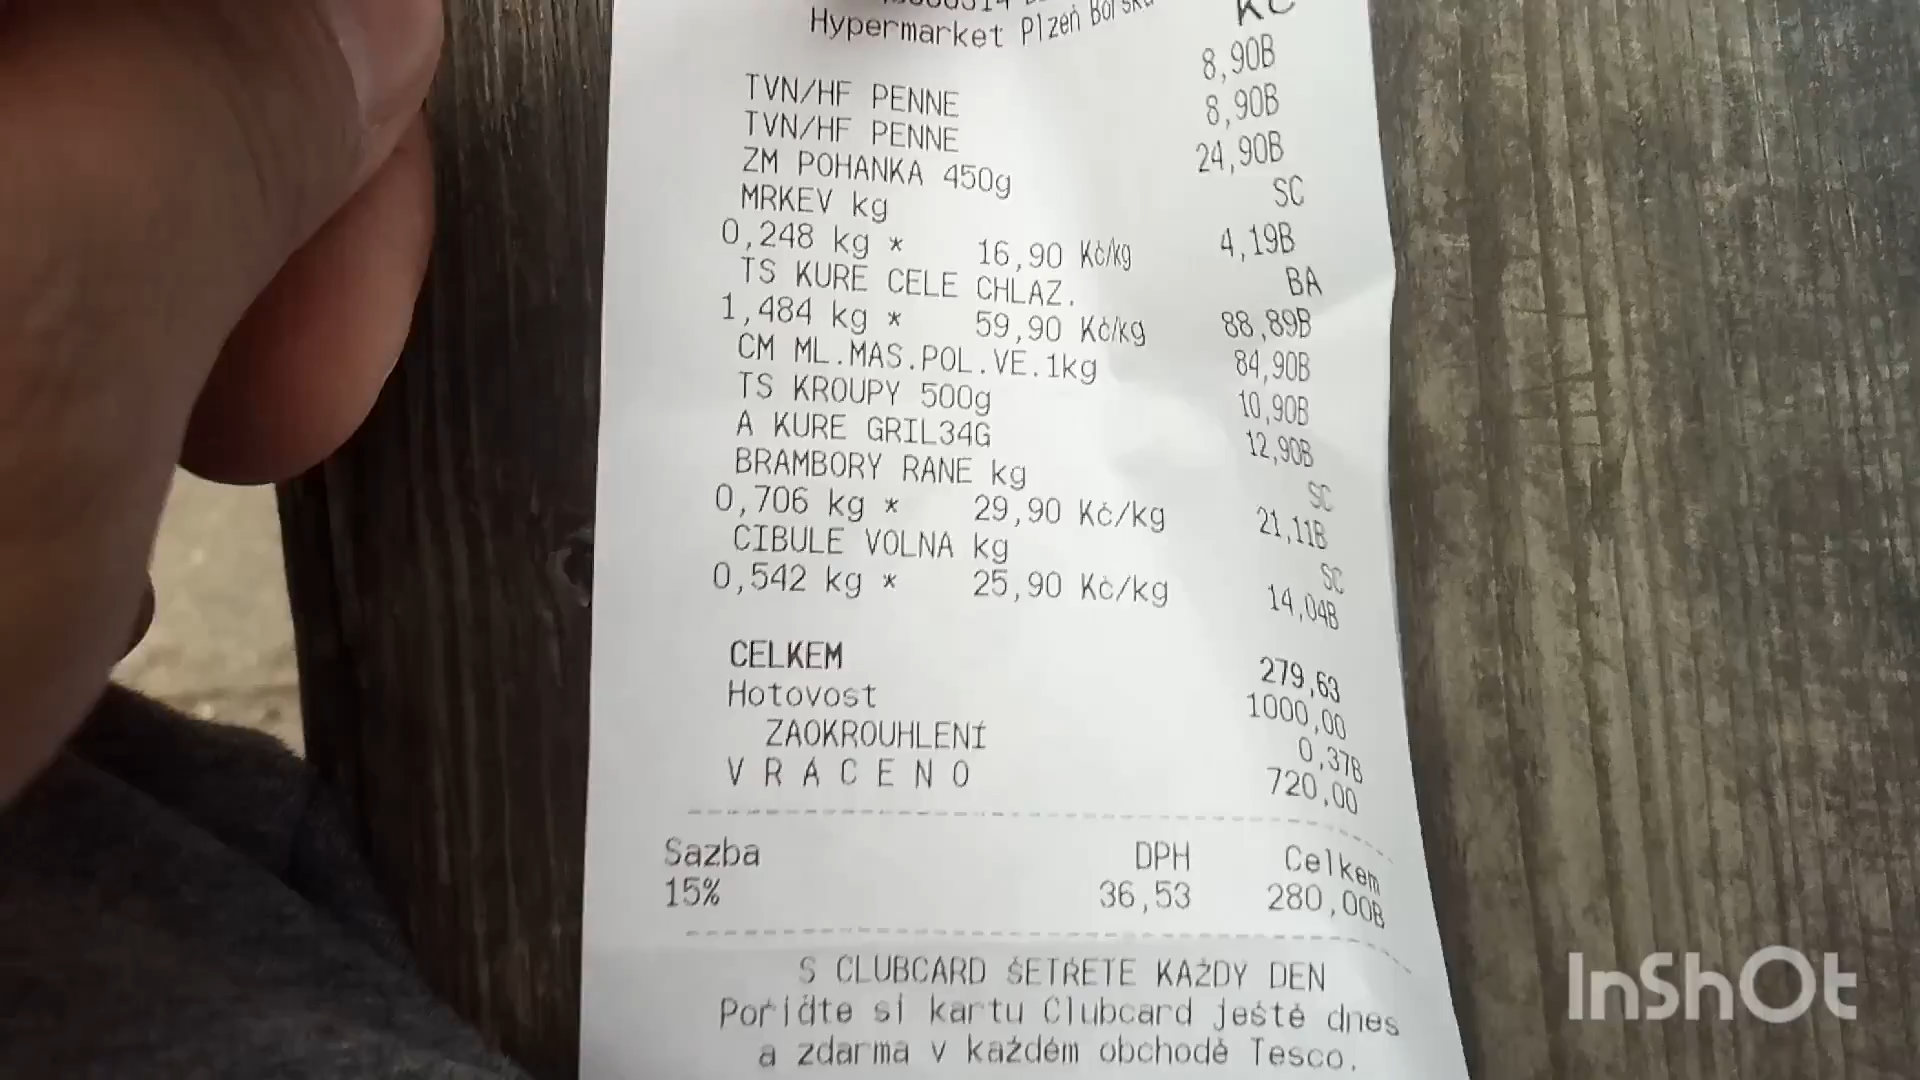 Hypermarket Plzeň
Kč
TVN/HF PENNE 8,90B
TVN/HF PENNE 8,90B
ZM POHANKA 450g 24,90B
MRKEV kg SC
0,248 kg * 16,90 Kč/kg 4,19B
TS KURE CELE CHLAZ. BA
1,484 kg * 59,90 Kč/kg 88,89B
CM ML.MAS.POL.VE.1kg 84,90B
TS KROUPY 500g 10,90B
A KURE GRIL34G 12,90B
BRAMBORY RANE kg SC
0,706 kg * 29,90 Kč/kg 21,11B
CIBULE VOLNA kg SC
0,542 kg * 25,90 Kč/kg 14,04B
CELKEM 279,63
Hotovost 1000,00
ZAOKROUHLENÍ 0,37B
V R Á C E N O 720,00
Sazba DPH Celkem
15% 36,53 280,00B
S CLUBCARD ŠETŘETE KAŽDÝ DEN
Pořiďte si kartu Clubcard ještě dnes
a zdarma v každém obchodě Tesco.
InShOt